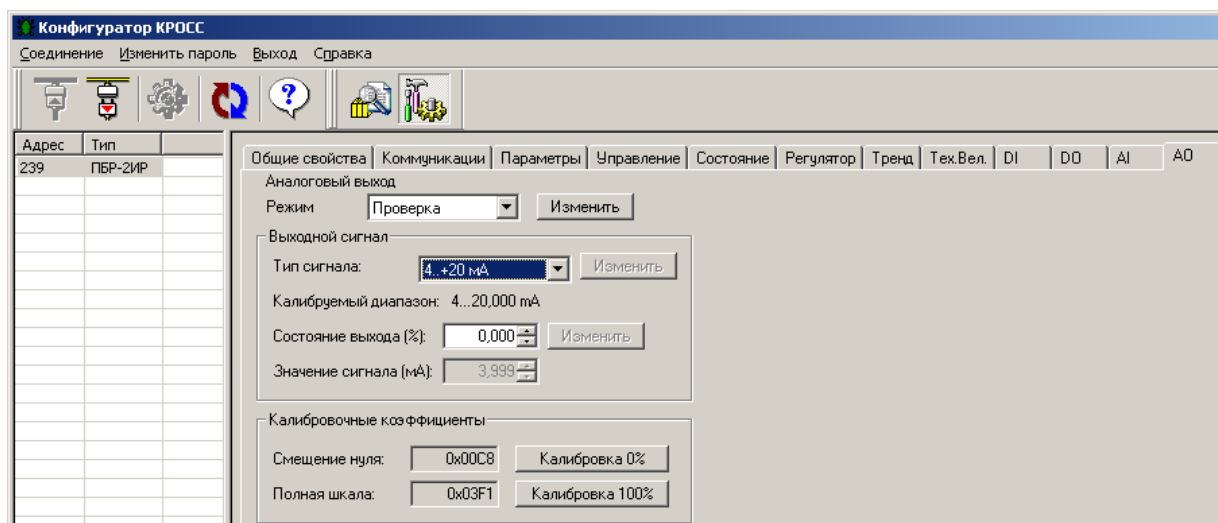 Конфигуратор КРОСС
Соединение Изменить пароль Выход Справка
Адрес Тип
239 ПБР-2ИР
Общие свойства Коммуникации Параметры Управление Состояние Регулятор Тренд Тех.Вел. DI DO AI AO
Аналоговый выход
Режим Проверка Изменить
Выходной сигнал
Тип сигнала: 4..+20 мА Изменить
Калибруемый диапазон: 4...20,000 mA
Состояние выхода (%): 0,000 Изменить
Значение сигнала (мА): 3,999
Калибровочные коэффициенты
Смещение нуля: 0x00C8 Калибровка 0%
Полная шкала: 0x03F1 Калибровка 100%